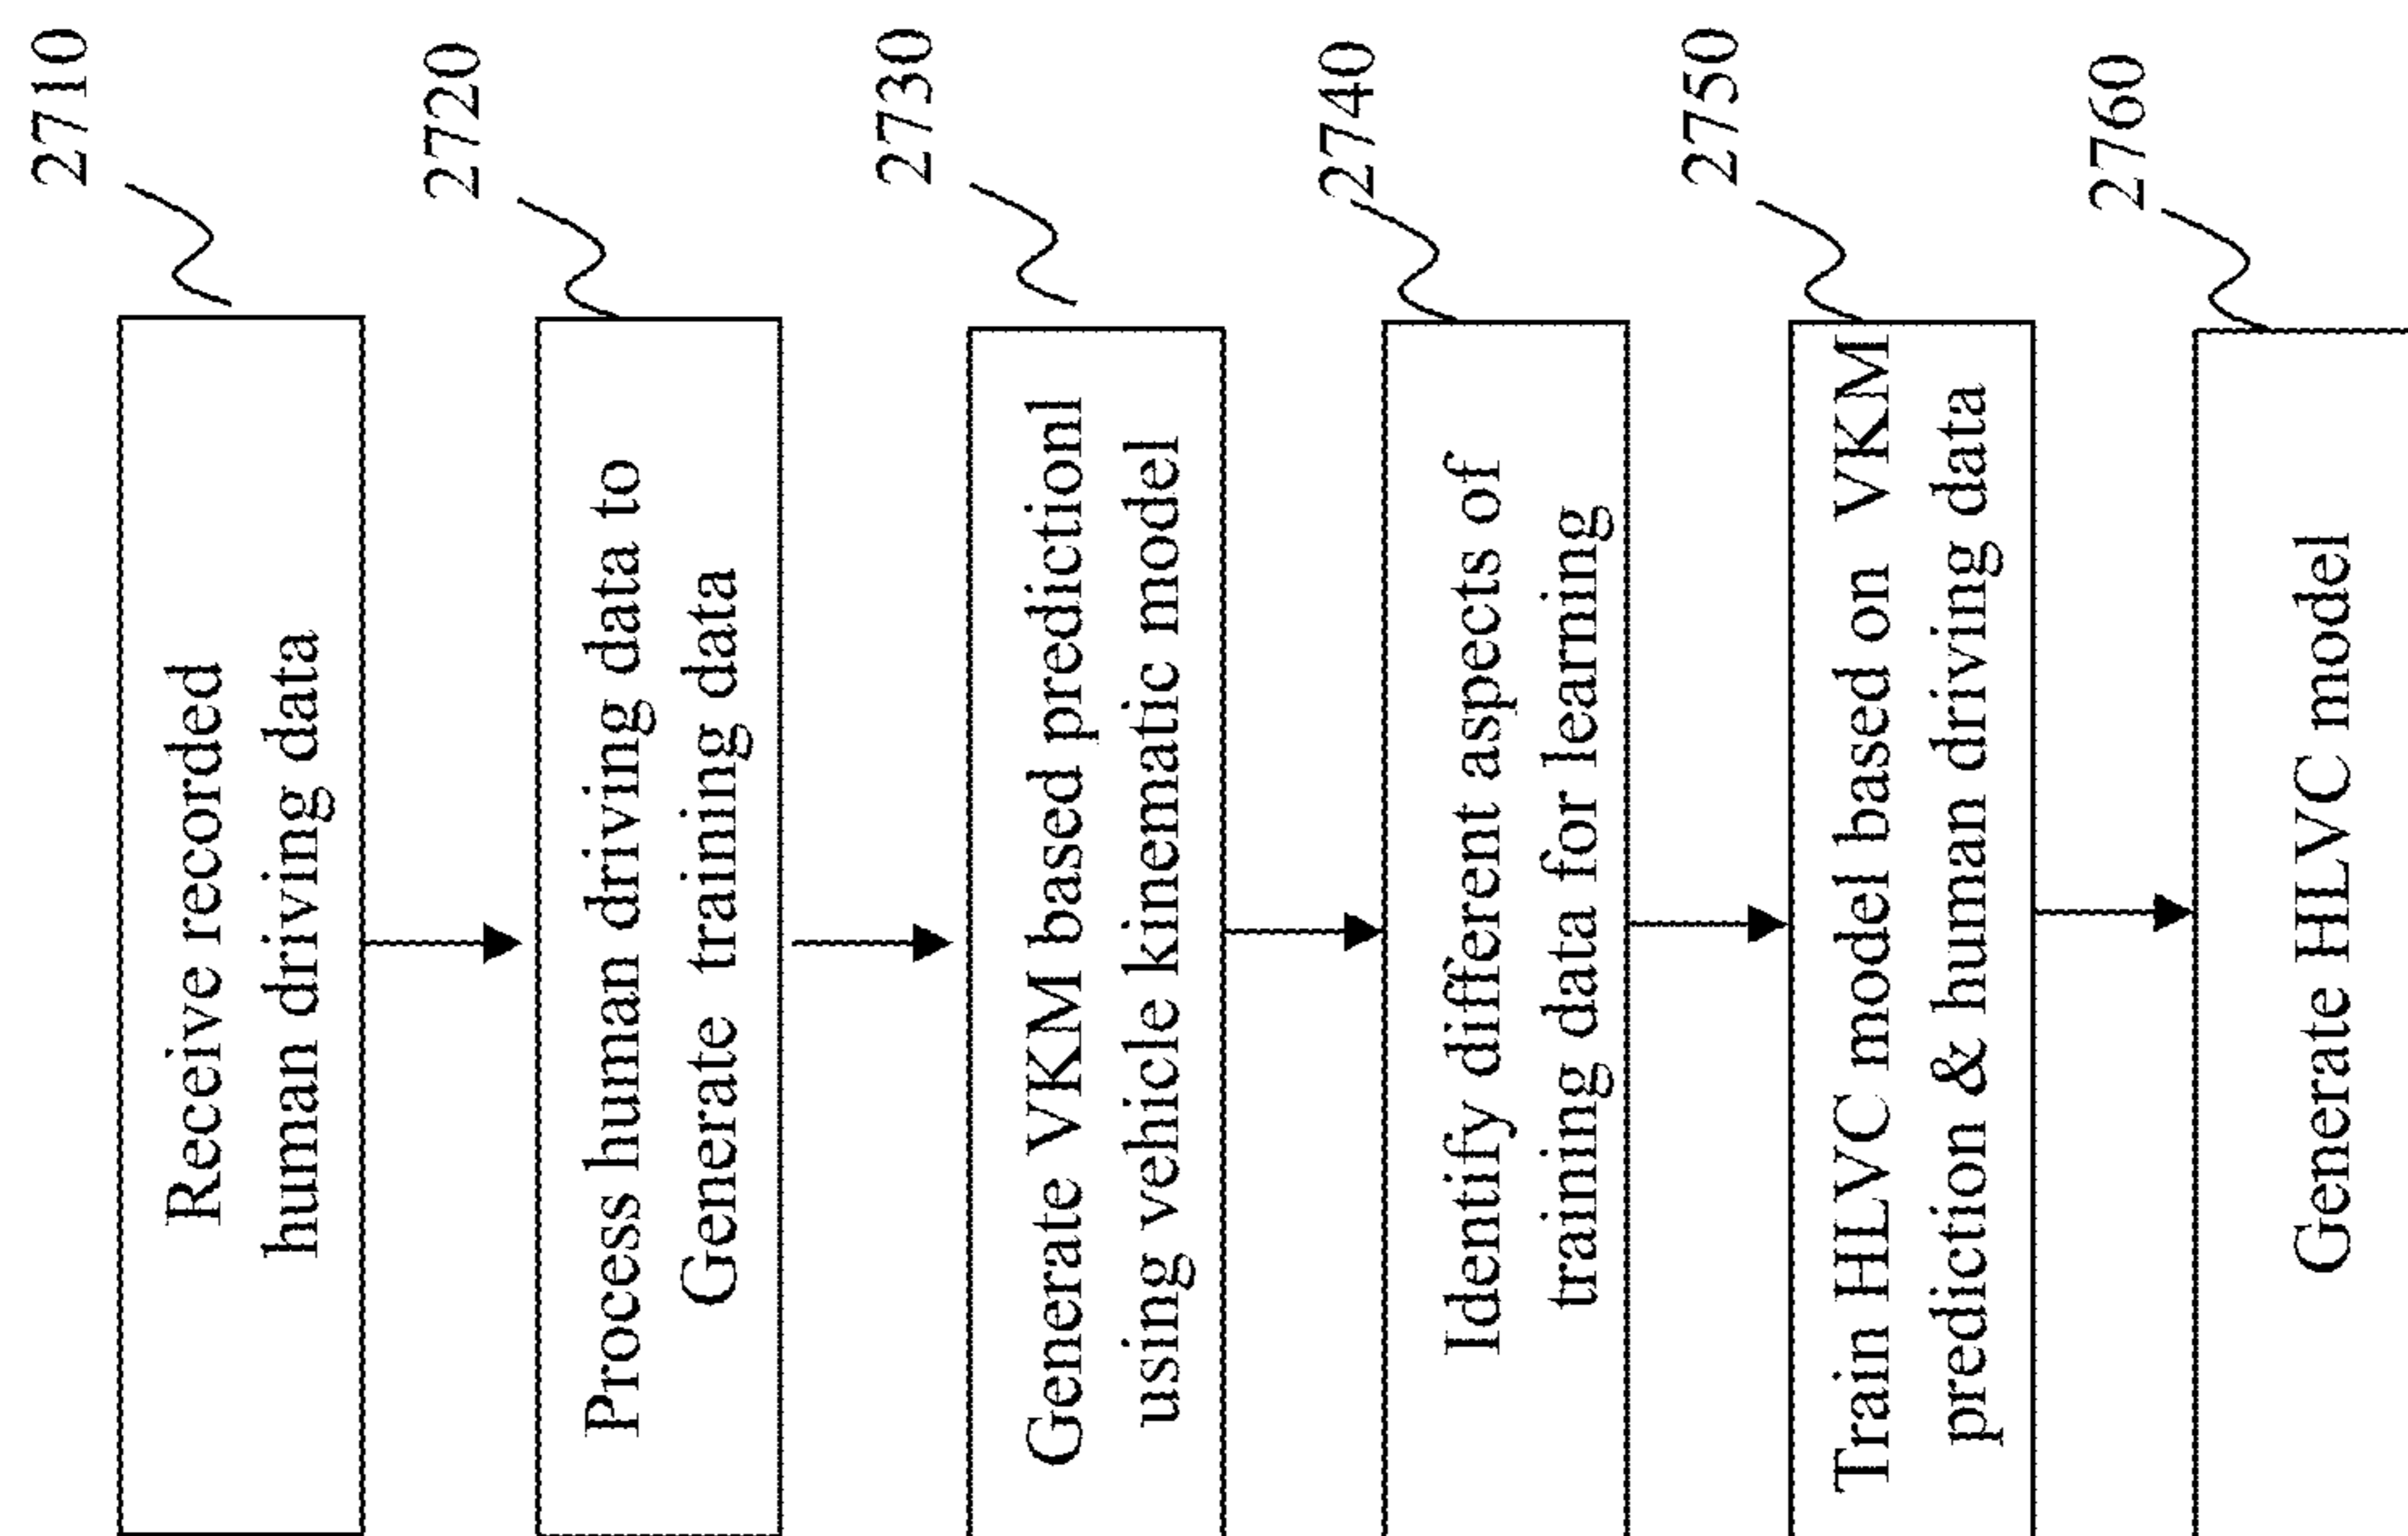 2710
Receive recorded
human driving data
2720
Process human driving data to
Generate training data
2730
Generate VKM based predictionl
using vehicle kinematic model
2740
Identify different aspects of
training data for learning
2750
Train HLVC model based on VKM
prediction & human driving data
2760
Generate HLVC model